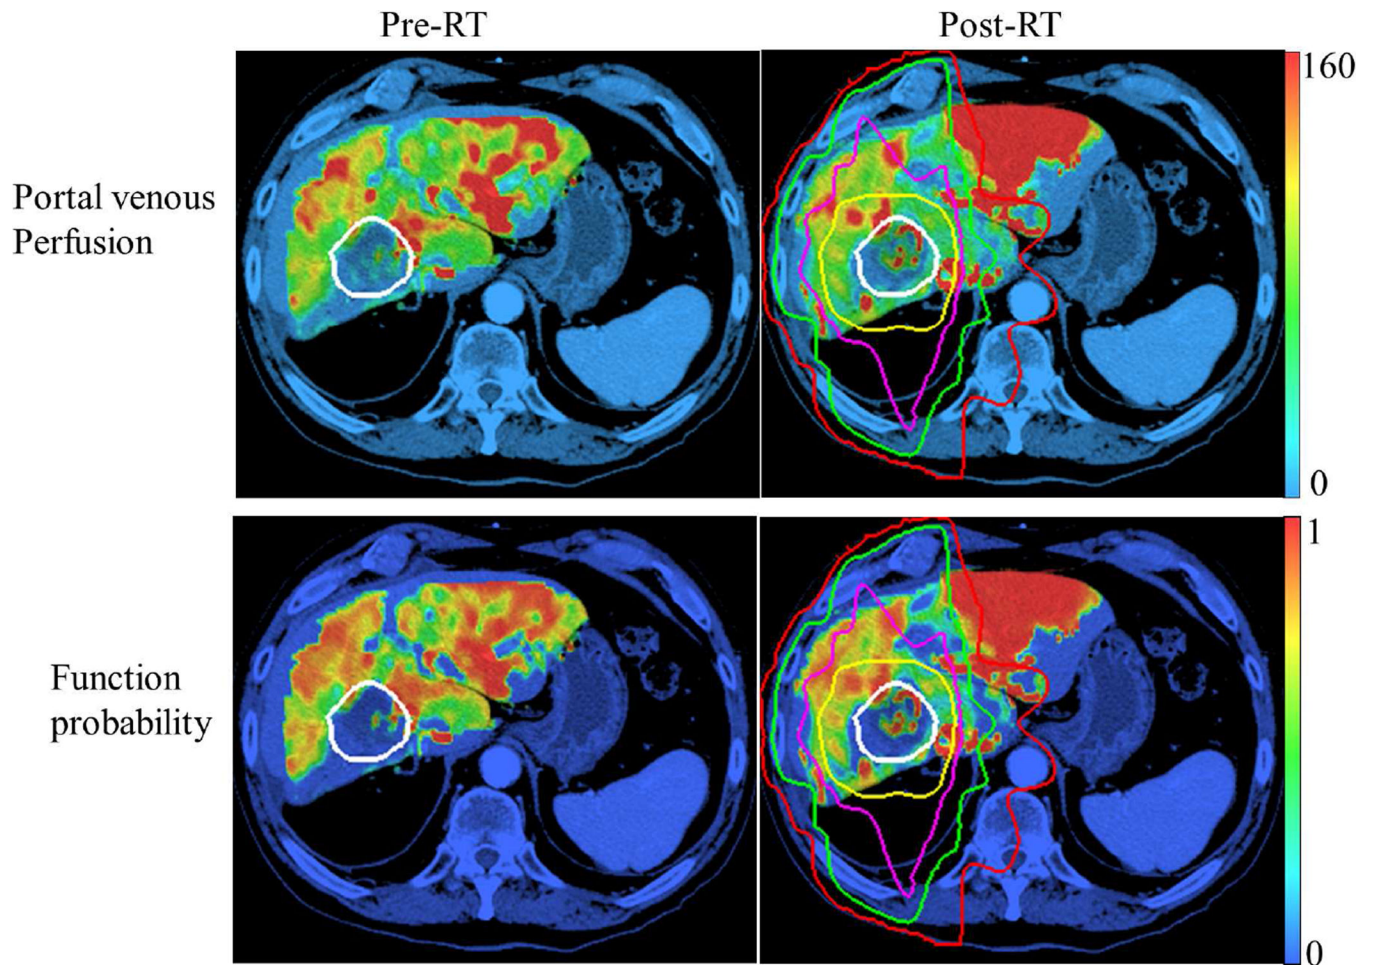 Pre-RT
Post-RT
160
Portal venous
Perfusion
0
1
Function
probability
0